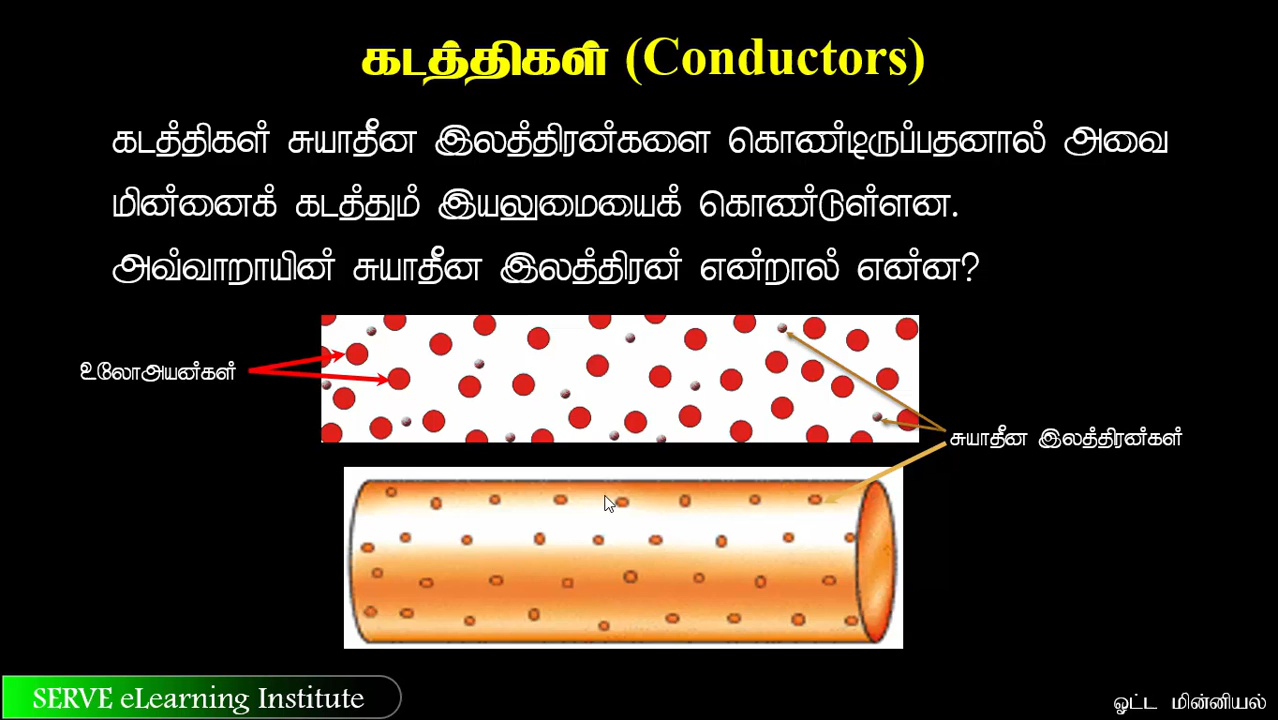 கடத்திகள் (Conductors)
கடத்திகள் சுயாதீன இலத்திரன்களை கொண்டிருப்பதனால் அவை
மின்னைக் கடத்தும் இயலுமையைக் கொண்டுள்ளன.
அவ்வாறாயின் சுயாதீன இலத்திரன் என்றால் என்ன?
உலோஅயன்கள்
சுயாதீன இலத்திரன்கள்
SERVE eLearning Institute
ஓட்ட மின்னியல்